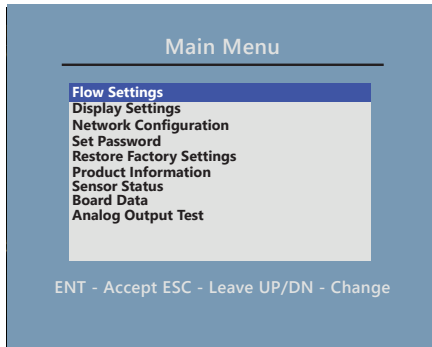 Main Menu
Flow Settings
Display Settings
Network Configuration
Set Password
Restore Factory Settings
Product Information
Sensor Status
Board Data
Analog Output Test
ENT - Accept ESC - Leave UP/DN - Change